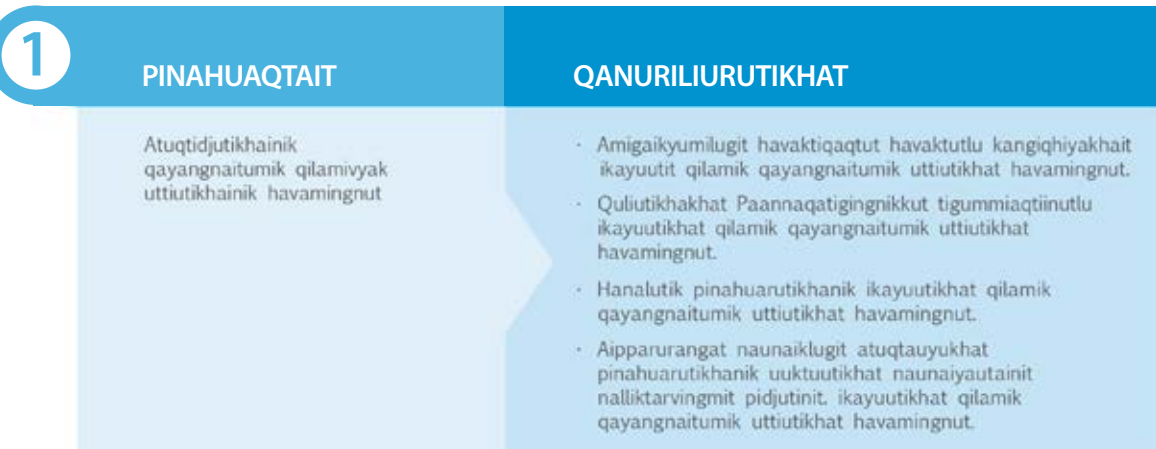 1
PINAHUAQTAIT
QANURILIURUTIKHAT
Atuqtidjutikhainik
qayangnaitumik qilamivyak
uttiutikhainik havamingnut
· Amigaikyumilugit havaktiqaqtut havaktutlu kangiqhiyakhait
ikayuutit qilamik qayangnaitumik uttiutikhat havamingnut.
· Quliutikhakhat Paannaqatigingnikkut tigummiaqtiinutlu
ikayuutikhat qilamik qayangnaitumik uttiutikhat
havamingnut.
· Hanalutik pinahuarutikhanik ikayuutikhat qilamik
qayangnaitumik uttiutikhat havamingnut.
· Aipparurangat naunaiklugit atuqtauyukhat
pinahuarutikhanik uuktuutikhat naunaiyautainit
nalliktarvingmit pidjutinit. ikayuutikhat qilamik
qayangnaitumik uttiutikhat havamingnut.